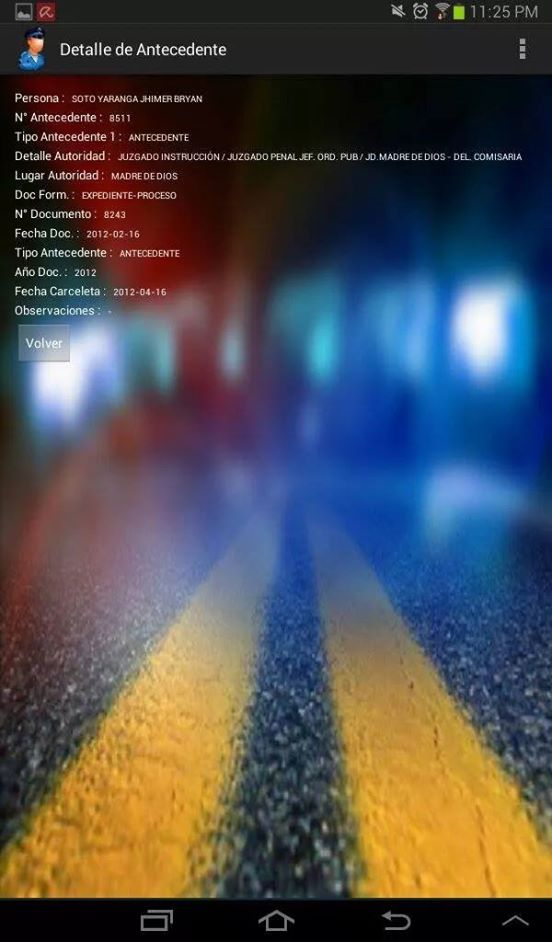 11:25 PM
Detalle de Antecedente
Persona : SOTO YARANGA JHIMER BRYAN
N° Antecedente : 8511
Tipo Antecedente 1 : ANTECEDENTE
Detalle Autoridad : JUZGADO INSTRUCCIÓN / JUZGADO PENAL JEF. ORD. PUB / JD.MADRE DE DIOS - DEL. COMISARIA
Lugar Autoridad : MADRE DE DIOS
Doc Form. : EXPEDIENTE-PROCESO
N° Documento : 8243
Fecha Doc. : 2012-02-16
Tipo Antecedente : ANTECEDENTE
Año Doc. : 2012
Fecha Carceleta : 2012-04-16
Observaciones : -
Volver